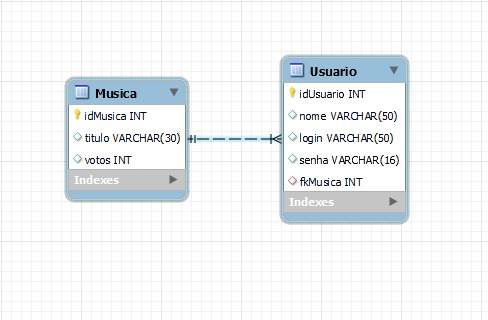 Musica
idMusica INT
titulo VARCHAR(30)
votos INT
Indexes
Usuario
idUsuario INT
nome VARCHAR(50)
login VARCHAR(50)
senha VARCHAR(16)
fkMusica INT
Indexes